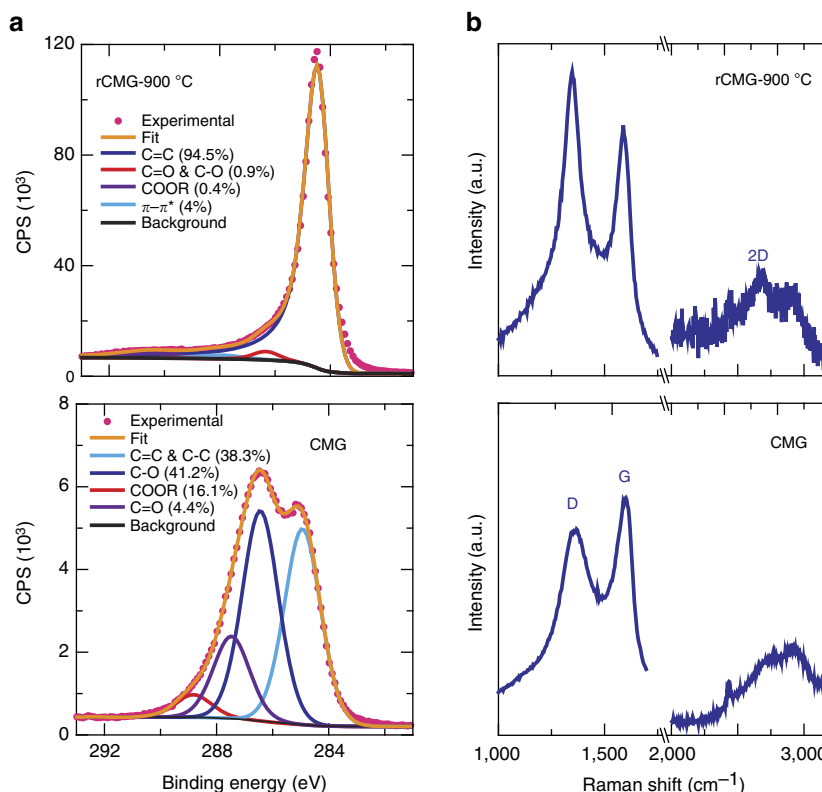 a
120
rCMG-900 °C
Experimental
Fit
C=C (94.5%)
C=O & C-O (0.9%)
COOR (0.4%)
π–π* (4%)
Background
80
40
0
CPS (10³)
8
Experimental
CMG
Fit
C=C & C-C (38.3%)
C-O (41.2%)
COOR (16.1%)
C=O (4.4%)
Background
6
4
2
0
CPS (10³)
292
288
284
Binding energy (eV)
b
rCMG-900 °C
2D
Intensity (a.u.)
CMG
D
G
Intensity (a.u.)
1,000
1,500
2,000
3,000
Raman shift (cm⁻¹)